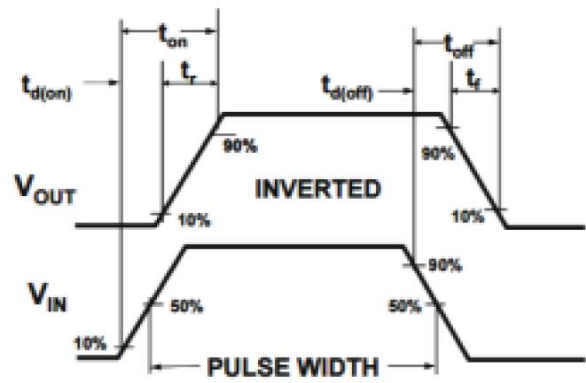 t_on
t_off
t_r
t_f
t_d(on)
t_d(off)
90%
90%
V_OUT
INVERTED
10%
10%
90%
V_IN
50%
50%
10%
PULSE WIDTH